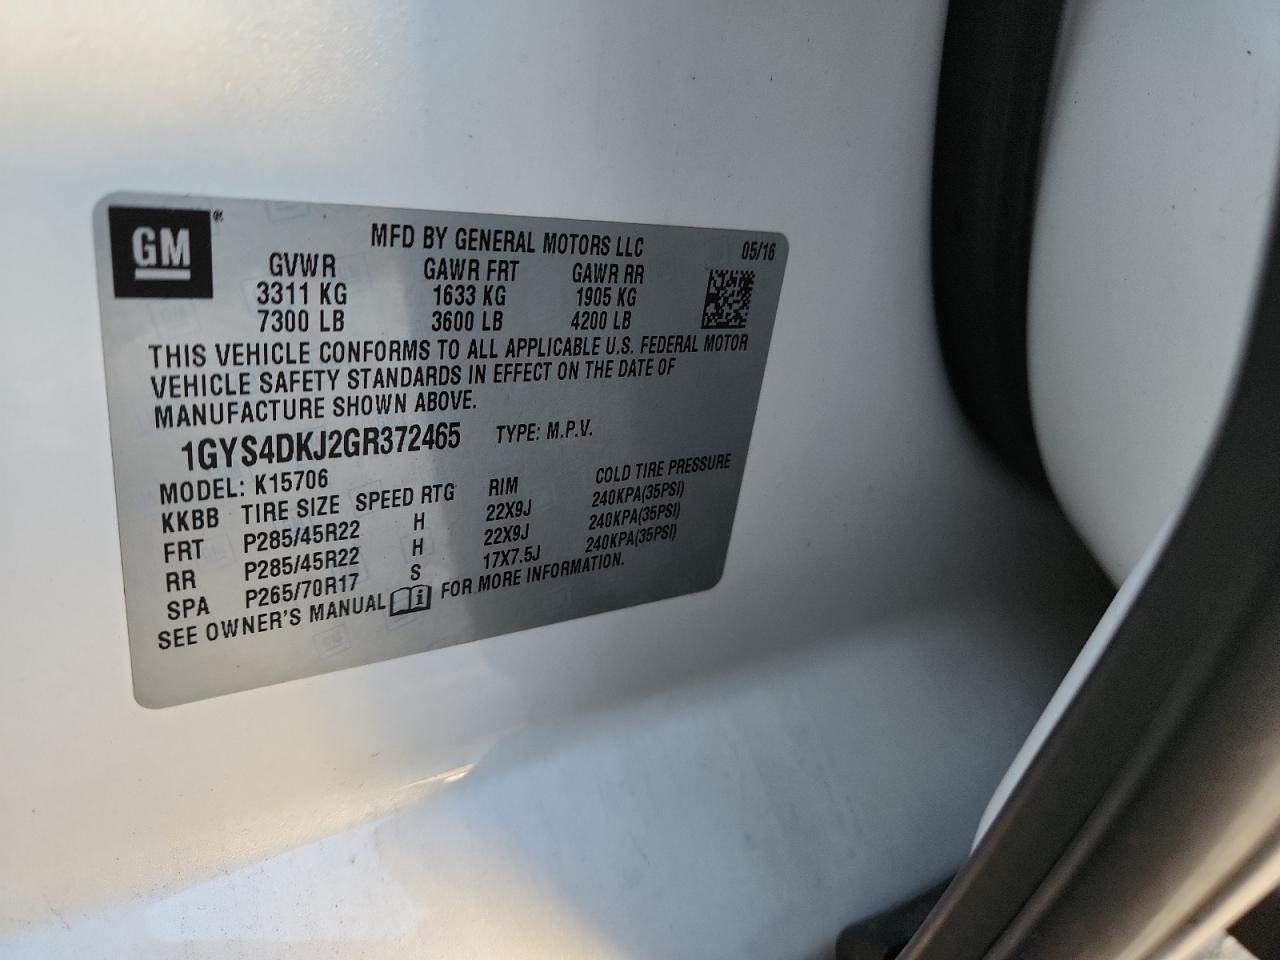 GM ®
MFD BY GENERAL MOTORS LLC 05/16
GVWR GAWR FRT GAWR RR
3311 KG 1633 KG 1905 KG
7300 LB 3600 LB 4200 LB
THIS VEHICLE CONFORMS TO ALL APPLICABLE U.S. FEDERAL MOTOR
VEHICLE SAFETY STANDARDS IN EFFECT ON THE DATE OF
MANUFACTURE SHOWN ABOVE.
1GYS4DKJ2GR372465 TYPE: M.P.V.
MODEL: K15706
KKBB TIRE SIZE SPEED RTG RIM COLD TIRE PRESSURE
FRT P285/45R22 H 22X9J 240KPA(35PSI)
RR P285/45R22 H 22X9J 240KPA(35PSI)
SPA P265/70R17 S 17X7.5J 240KPA(35PSI)
SEE OWNER'S MANUAL i FOR MORE INFORMATION.